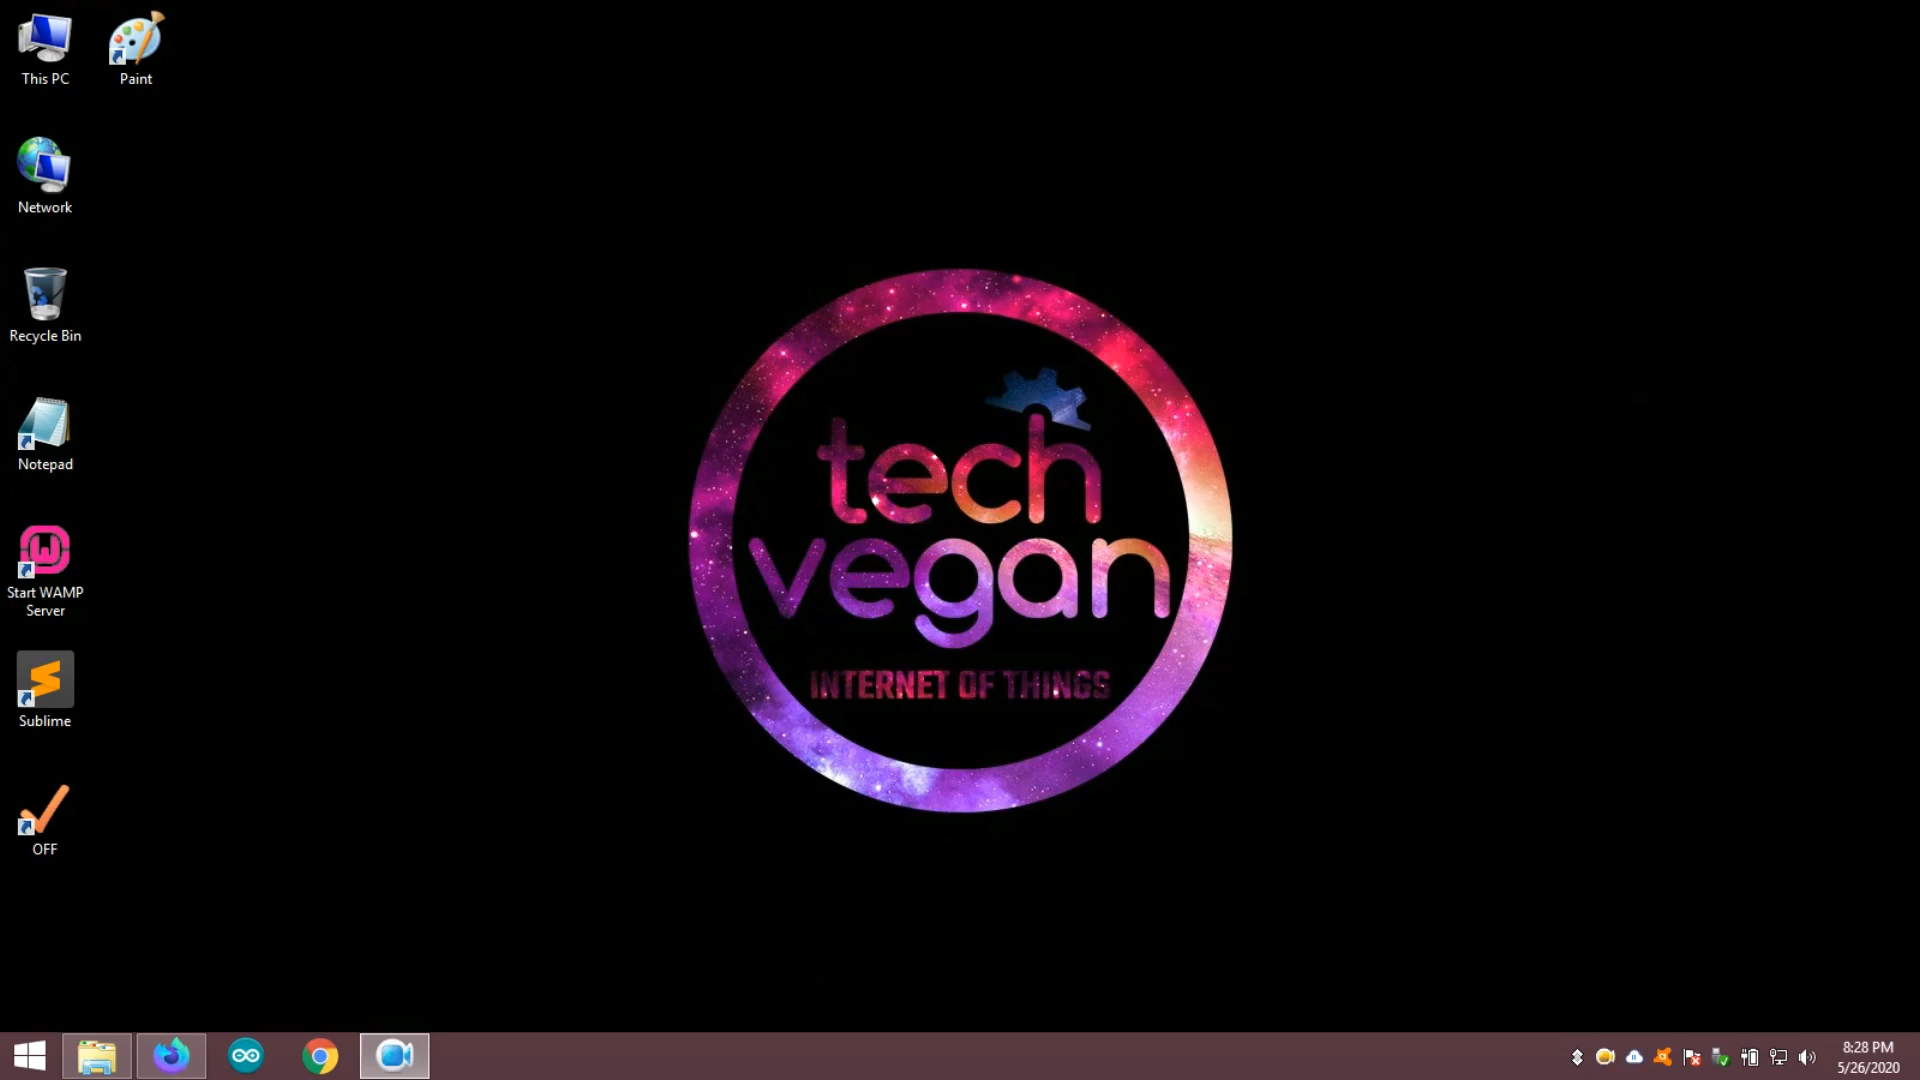 This PC
Paint
Network
Recycle Bin
Notepad
Start WAMP
Server
Sublime
OFF
tech
vegan
INTERNET OF THINGS
8:28 PM
5/26/2020